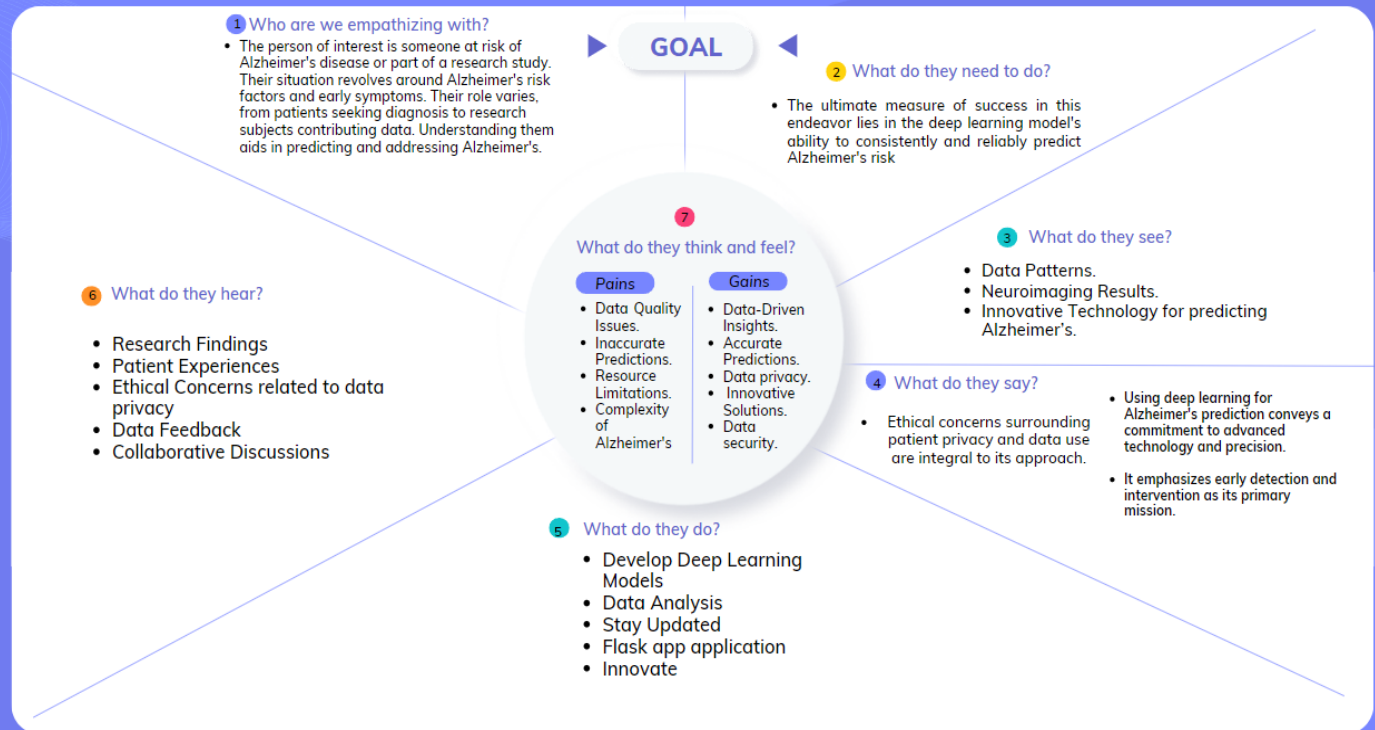 GOAL
1 Who are we empathizing with?
• The person of interest is someone at risk of
Alzheimer's disease or part of a research study.
Their situation revolves around Alzheimer's risk
factors and early symptoms. Their role varies,
from patients seeking diagnosis to research
subjects contributing data. Understanding them
aids in predicting and addressing Alzheimer's.
2 What do they need to do?
• The ultimate measure of success in this
endeavor lies in the deep learning model's
ability to consistently and reliably predict
Alzheimer's risk
3 What do they see?
• Data Patterns.
• Neuroimaging Results.
• Innovative Technology for predicting
Alzheimer's.
4 What do they say?
• Ethical concerns surrounding
patient privacy and data use
are integral to its approach.
• Using deep learning for
Alzheimer's prediction conveys a
commitment to advanced
technology and precision.
• It emphasizes early detection and
intervention as its primary
mission.
5 What do they do?
• Develop Deep Learning
Models
• Data Analysis
• Stay Updated
• Flask app application
• Innovate
6 What do they hear?
• Research Findings
• Patient Experiences
• Ethical Concerns related to data
privacy
• Data Feedback
• Collaborative Discussions
7
What do they think and feel?
Pains
• Data Quality
Issues.
• Inaccurate
Predictions.
• Resource
Limitations.
• Complexity
of
Alzheimer's
Gains
• Data-Driven
Insights.
• Accurate
Predictions.
• Data privacy.
• Innovative
Solutions.
• Data
security.